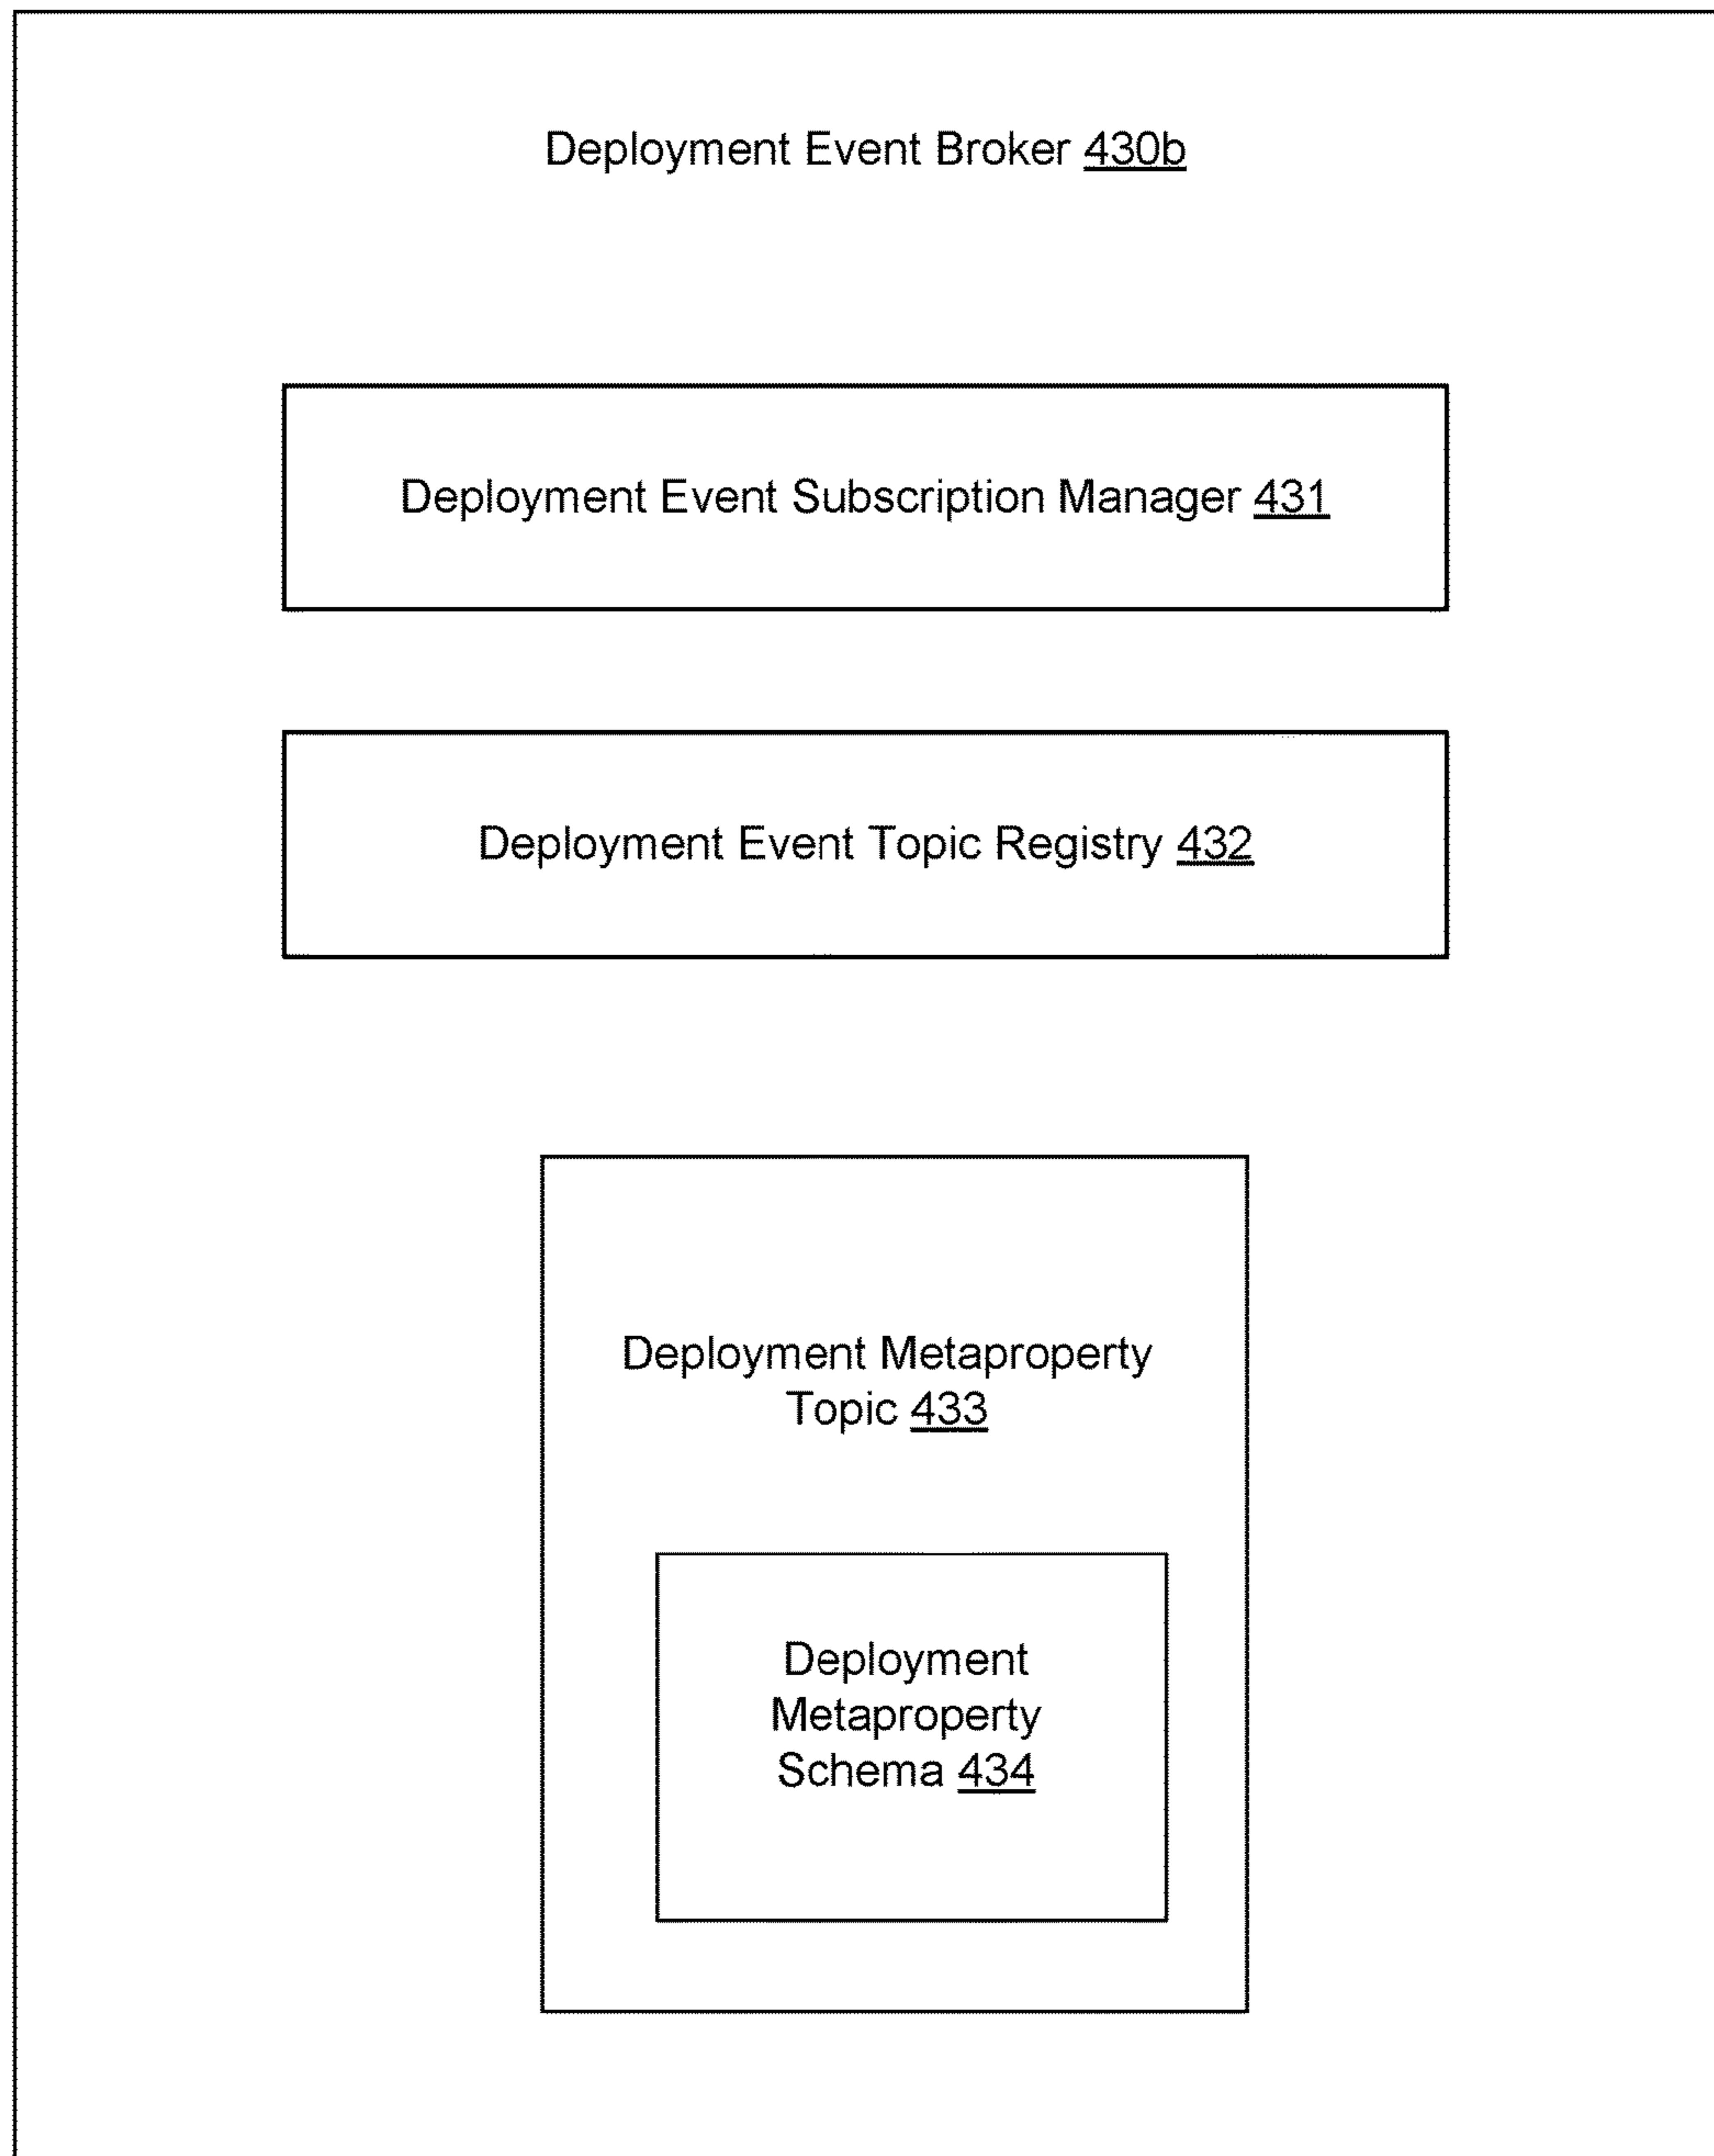 Deployment Event Broker 430b
Deployment Event Subscription Manager 431
Deployment Event Topic Registry 432
Deployment Metaproperty
Topic 433
Deployment
Metaproperty
Schema 434